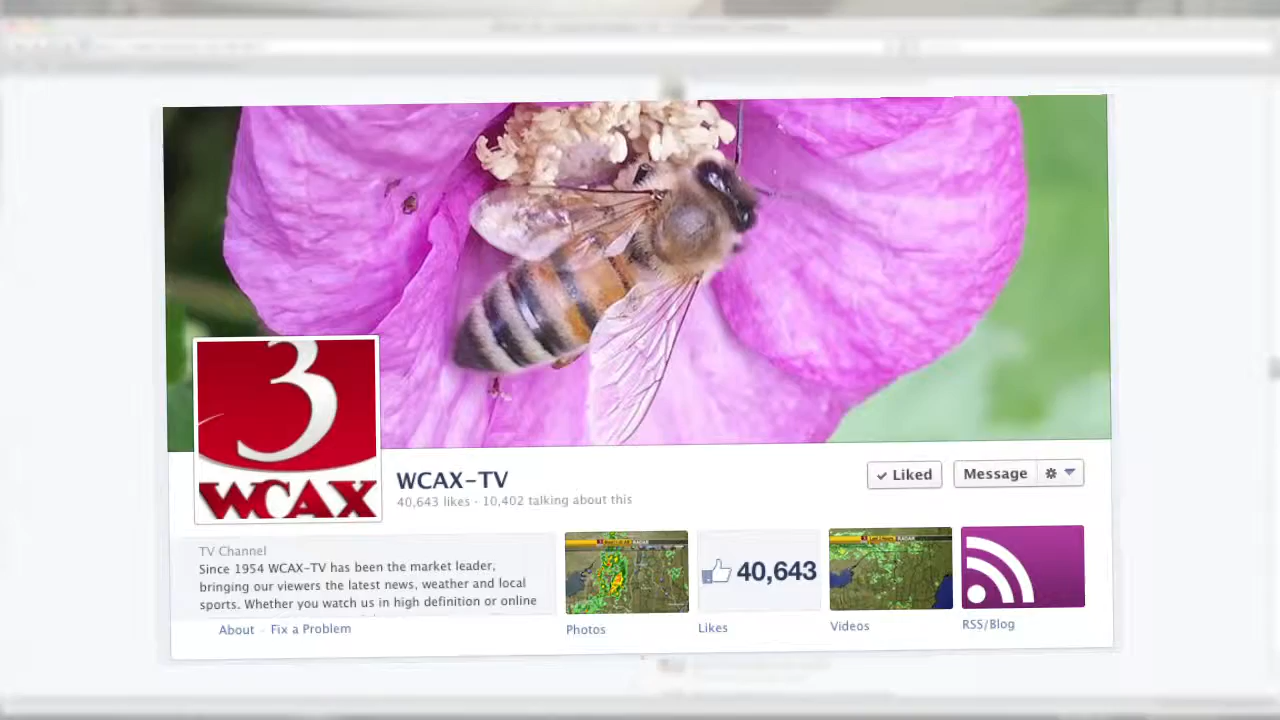 3
WCAX
WCAX-TV
40,643 likes · 10,402 talking about this
✓ Liked
Message
TV Channel
Since 1954 WCAX-TV has been the market leader,
bringing our viewers the latest news, weather and local
sports. Whether you watch us in high definition or online
About · Fix a Problem
40,643
Photos
Likes
Videos
RSS/Blog